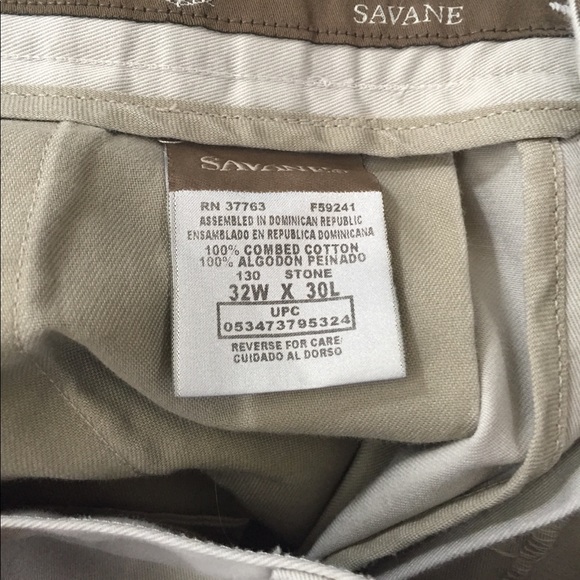 SAVANE
SAVANE®
RN 37763 F59241
ASSEMBLED IN DOMINICAN REPUBLIC
ENSAMBLADO EN REPUBLICA DOMINICANA
100% COMBED COTTON
100% ALGODON PEINADO
130 STONE
32W X 30L
UPC
053473795324
REVERSE FOR CARE
CUIDADO AL DORSO